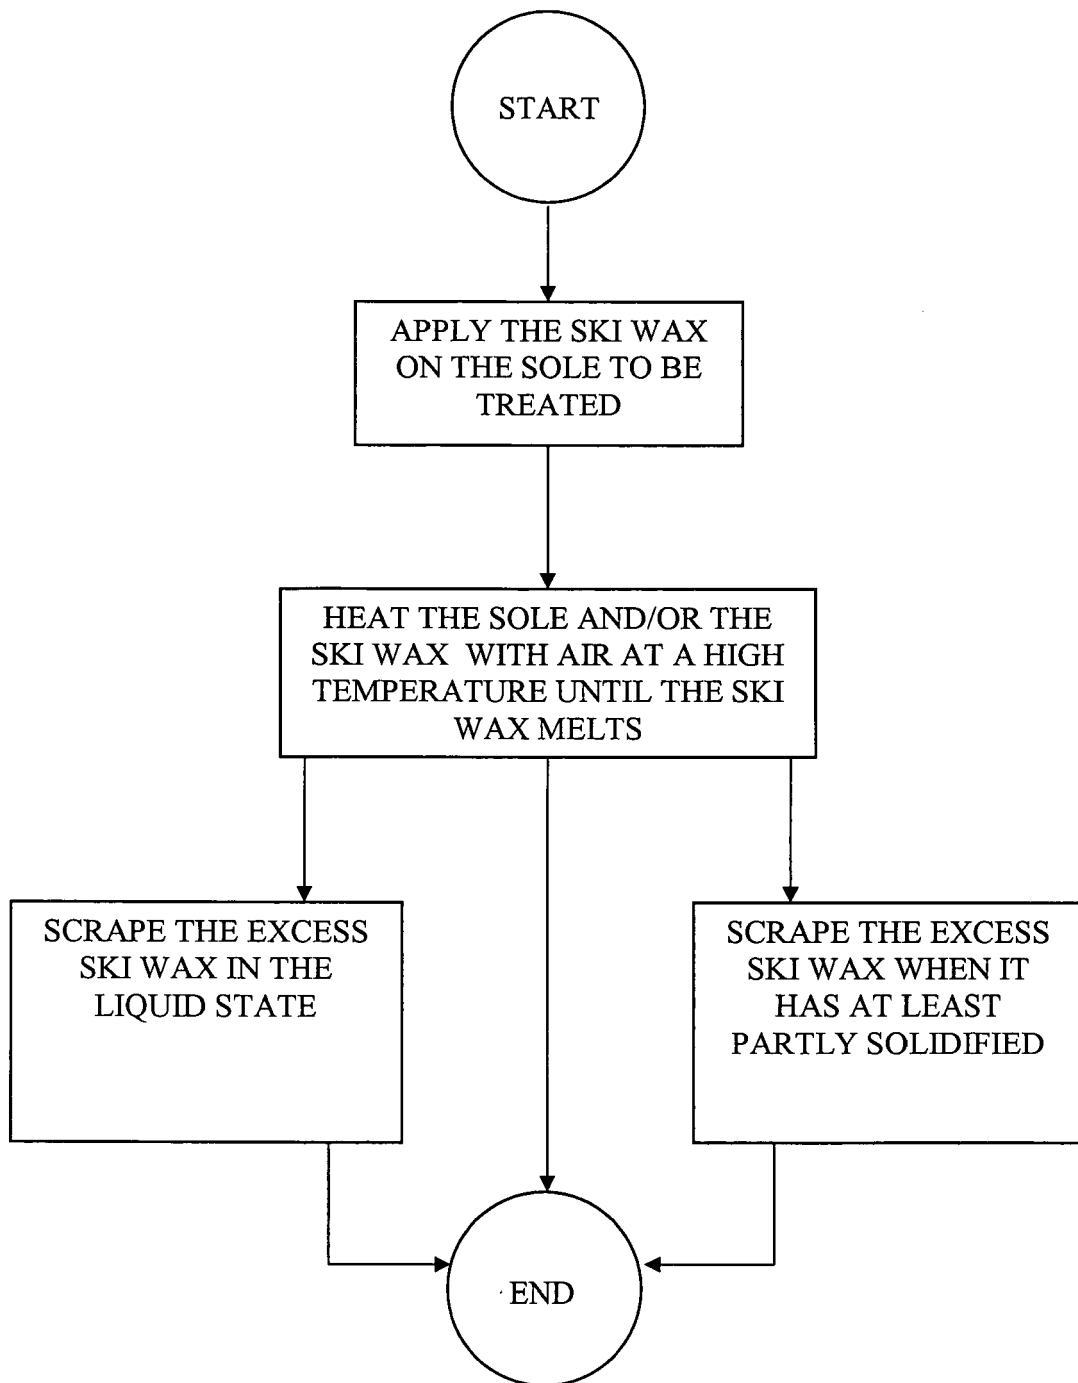 START
APPLY THE SKI WAX
ON THE SOLE TO BE
TREATED
HEAT THE SOLE AND/OR THE
SKI WAX WITH AIR AT A HIGH
TEMPERATURE UNTIL THE SKI
WAX MELTS
SCRAPE THE EXCESS
SKI WAX IN THE
LIQUID STATE
SCRAPE THE EXCESS
SKI WAX WHEN IT
HAS AT LEAST
PARTLY SOLIDIFIED
END